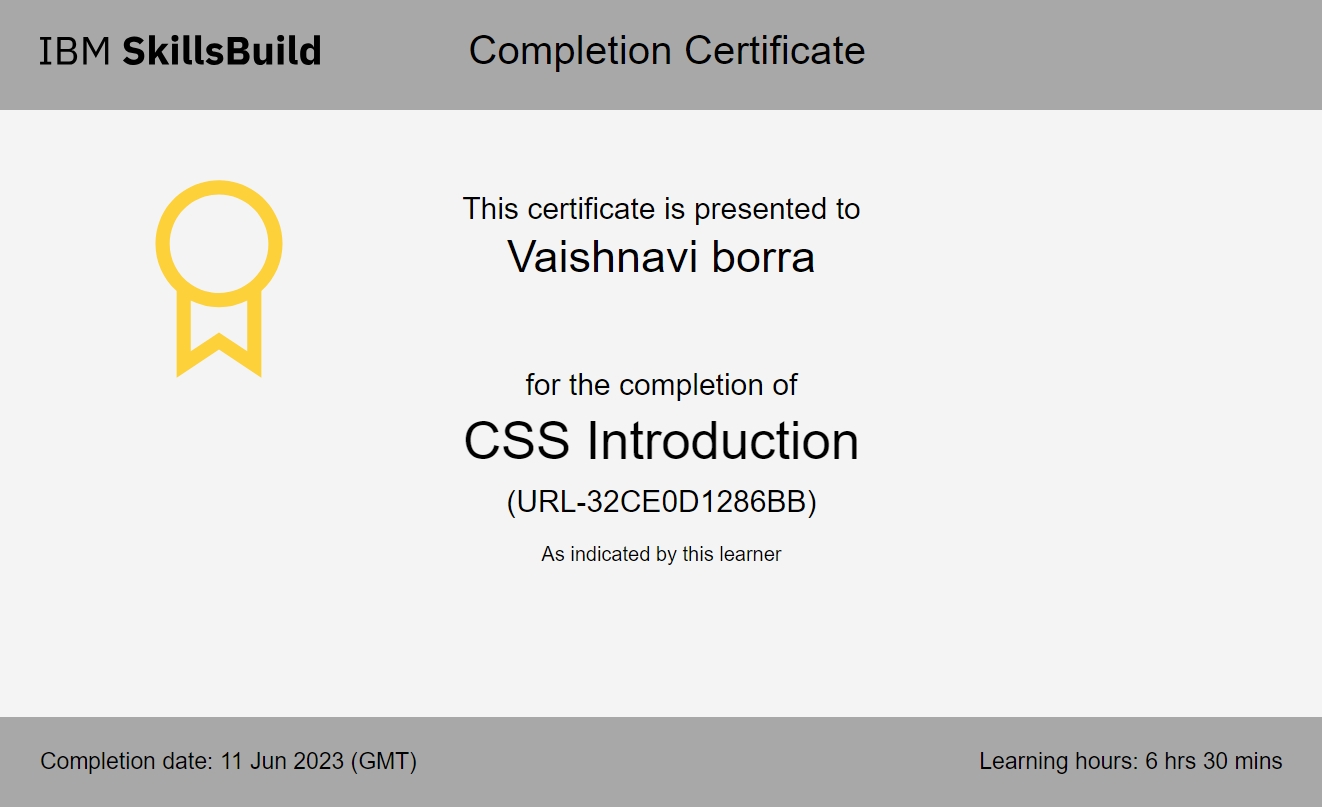 IBM SkillsBuild
Completion Certificate
This certificate is presented to
Vaishnavi borra
for the completion of
CSS Introduction
(URL-32CE0D1286BB)
As indicated by this learner
Completion date: 11 Jun 2023 (GMT)
Learning hours: 6 hrs 30 mins